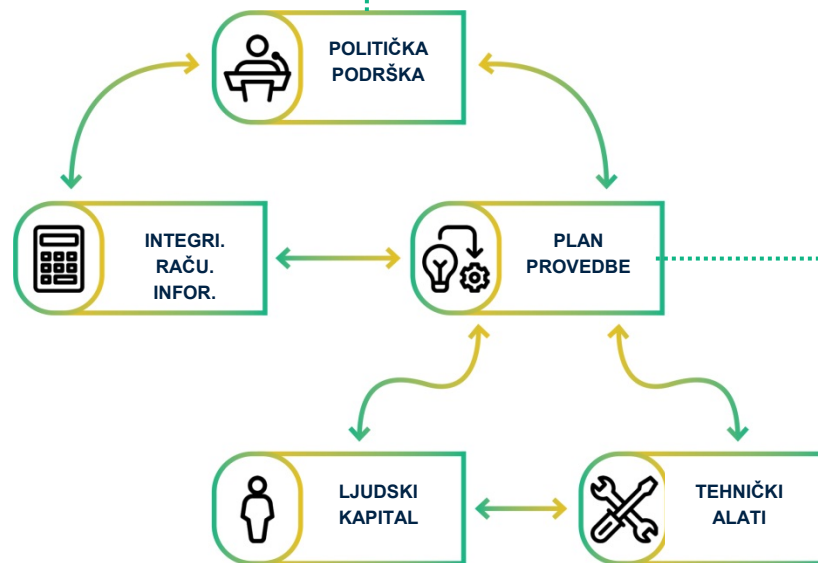 POLITIČKA
PODRŠKA
INTEGRI.
RAČU.
INFOR.
PLAN
PROVEDBE
LJUDSKI
KAPITAL
TEHNIČKI
ALATI